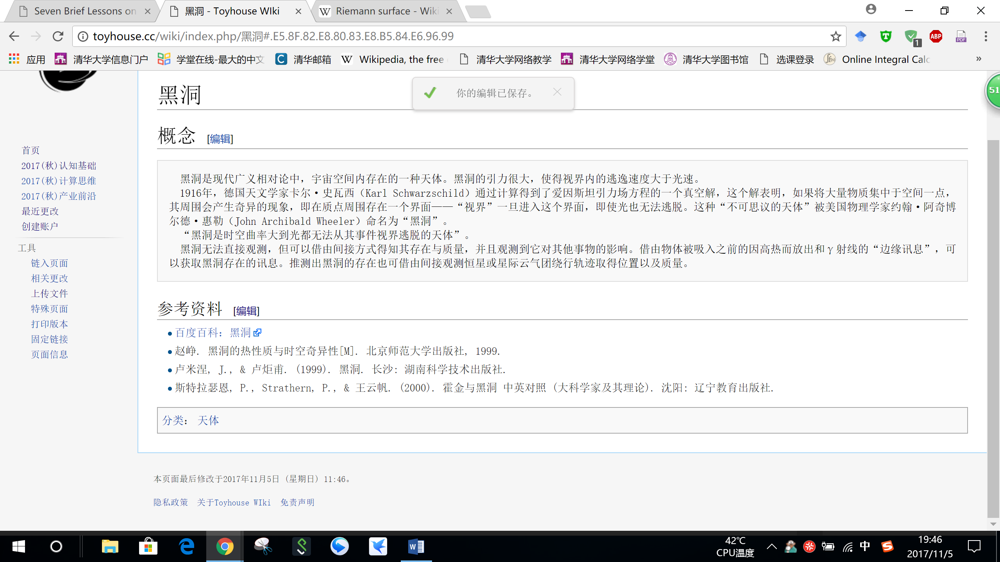 Seven Brief Lessons on
黑洞 - Toyhouse WIki
Riemann surface - Wiki
toyhouse.cc/wiki/index.php/黑洞#.E5.8F.82.E8.80.83.E8.B5.84.E6.96.99
ABP
PDF
1
应用
清华大学信息门户
学堂在线-最大的中文
清华邮箱
Wikipedia, the free
清华大学网络教学
清华大学网络学堂
清华大学图书馆
选课登录
Online Integral Calc
»
你的编辑已保存。
51
黑洞
概念 [编辑]
黑洞是现代广义相对论中，宇宙空间内存在的一种天体。黑洞的引力很大，使得视界内的逃逸速度大于光速。
1916年，德国天文学家卡尔·史瓦西（Karl Schwarzschild）通过计算得到了爱因斯坦引力场方程的一个真空解，这个解表明，如果将大量物质集中于空间一点，
其周围会产生奇异的现象，即在质点周围存在一个界面——“视界”一旦进入这个界面，即使光也无法逃脱。这种“不可思议的天体”被美国物理学家约翰·阿奇博
尔德·惠勒（John Archibald Wheeler）命名为“黑洞”。
“黑洞是时空曲率大到光都无法从其事件视界逃脱的天体”。
黑洞无法直接观测，但可以借由间接方式得知其存在与质量，并且观测到它对其他事物的影响。借由物体被吸入之前的因高热而放出和γ射线的“边缘讯息”，可
以获取黑洞存在的讯息。推测出黑洞的存在也可借由间接观测恒星或星际云气团绕行轨迹取得位置以及质量。
参考资料 [编辑]
百度百科：黑洞
赵峥. 黑洞的热性质与时空奇异性[M]. 北京师范大学出版社, 1999.
卢米涅, J., & 卢炬甫. (1999). 黑洞. 长沙: 湖南科学技术出版社.
斯特拉瑟恩, P., Strathern, P., & 王云帆. (2000). 霍金与黑洞 中英对照 (大科学家及其理论). 沈阳: 辽宁教育出版社.
分类： 天体
首页
2017(秋)认知基础
2017(秋)计算思维
2017(秋)产业前沿
最近更改
创建账户
工具
链入页面
相关更改
上传文件
特殊页面
打印版本
固定链接
页面信息
本页面最后修改于2017年11月5日 (星期日) 11:46。
隐私政策 关于Toyhouse WIki 免责声明
42℃
CPU温度
中
19:46
2017/11/5